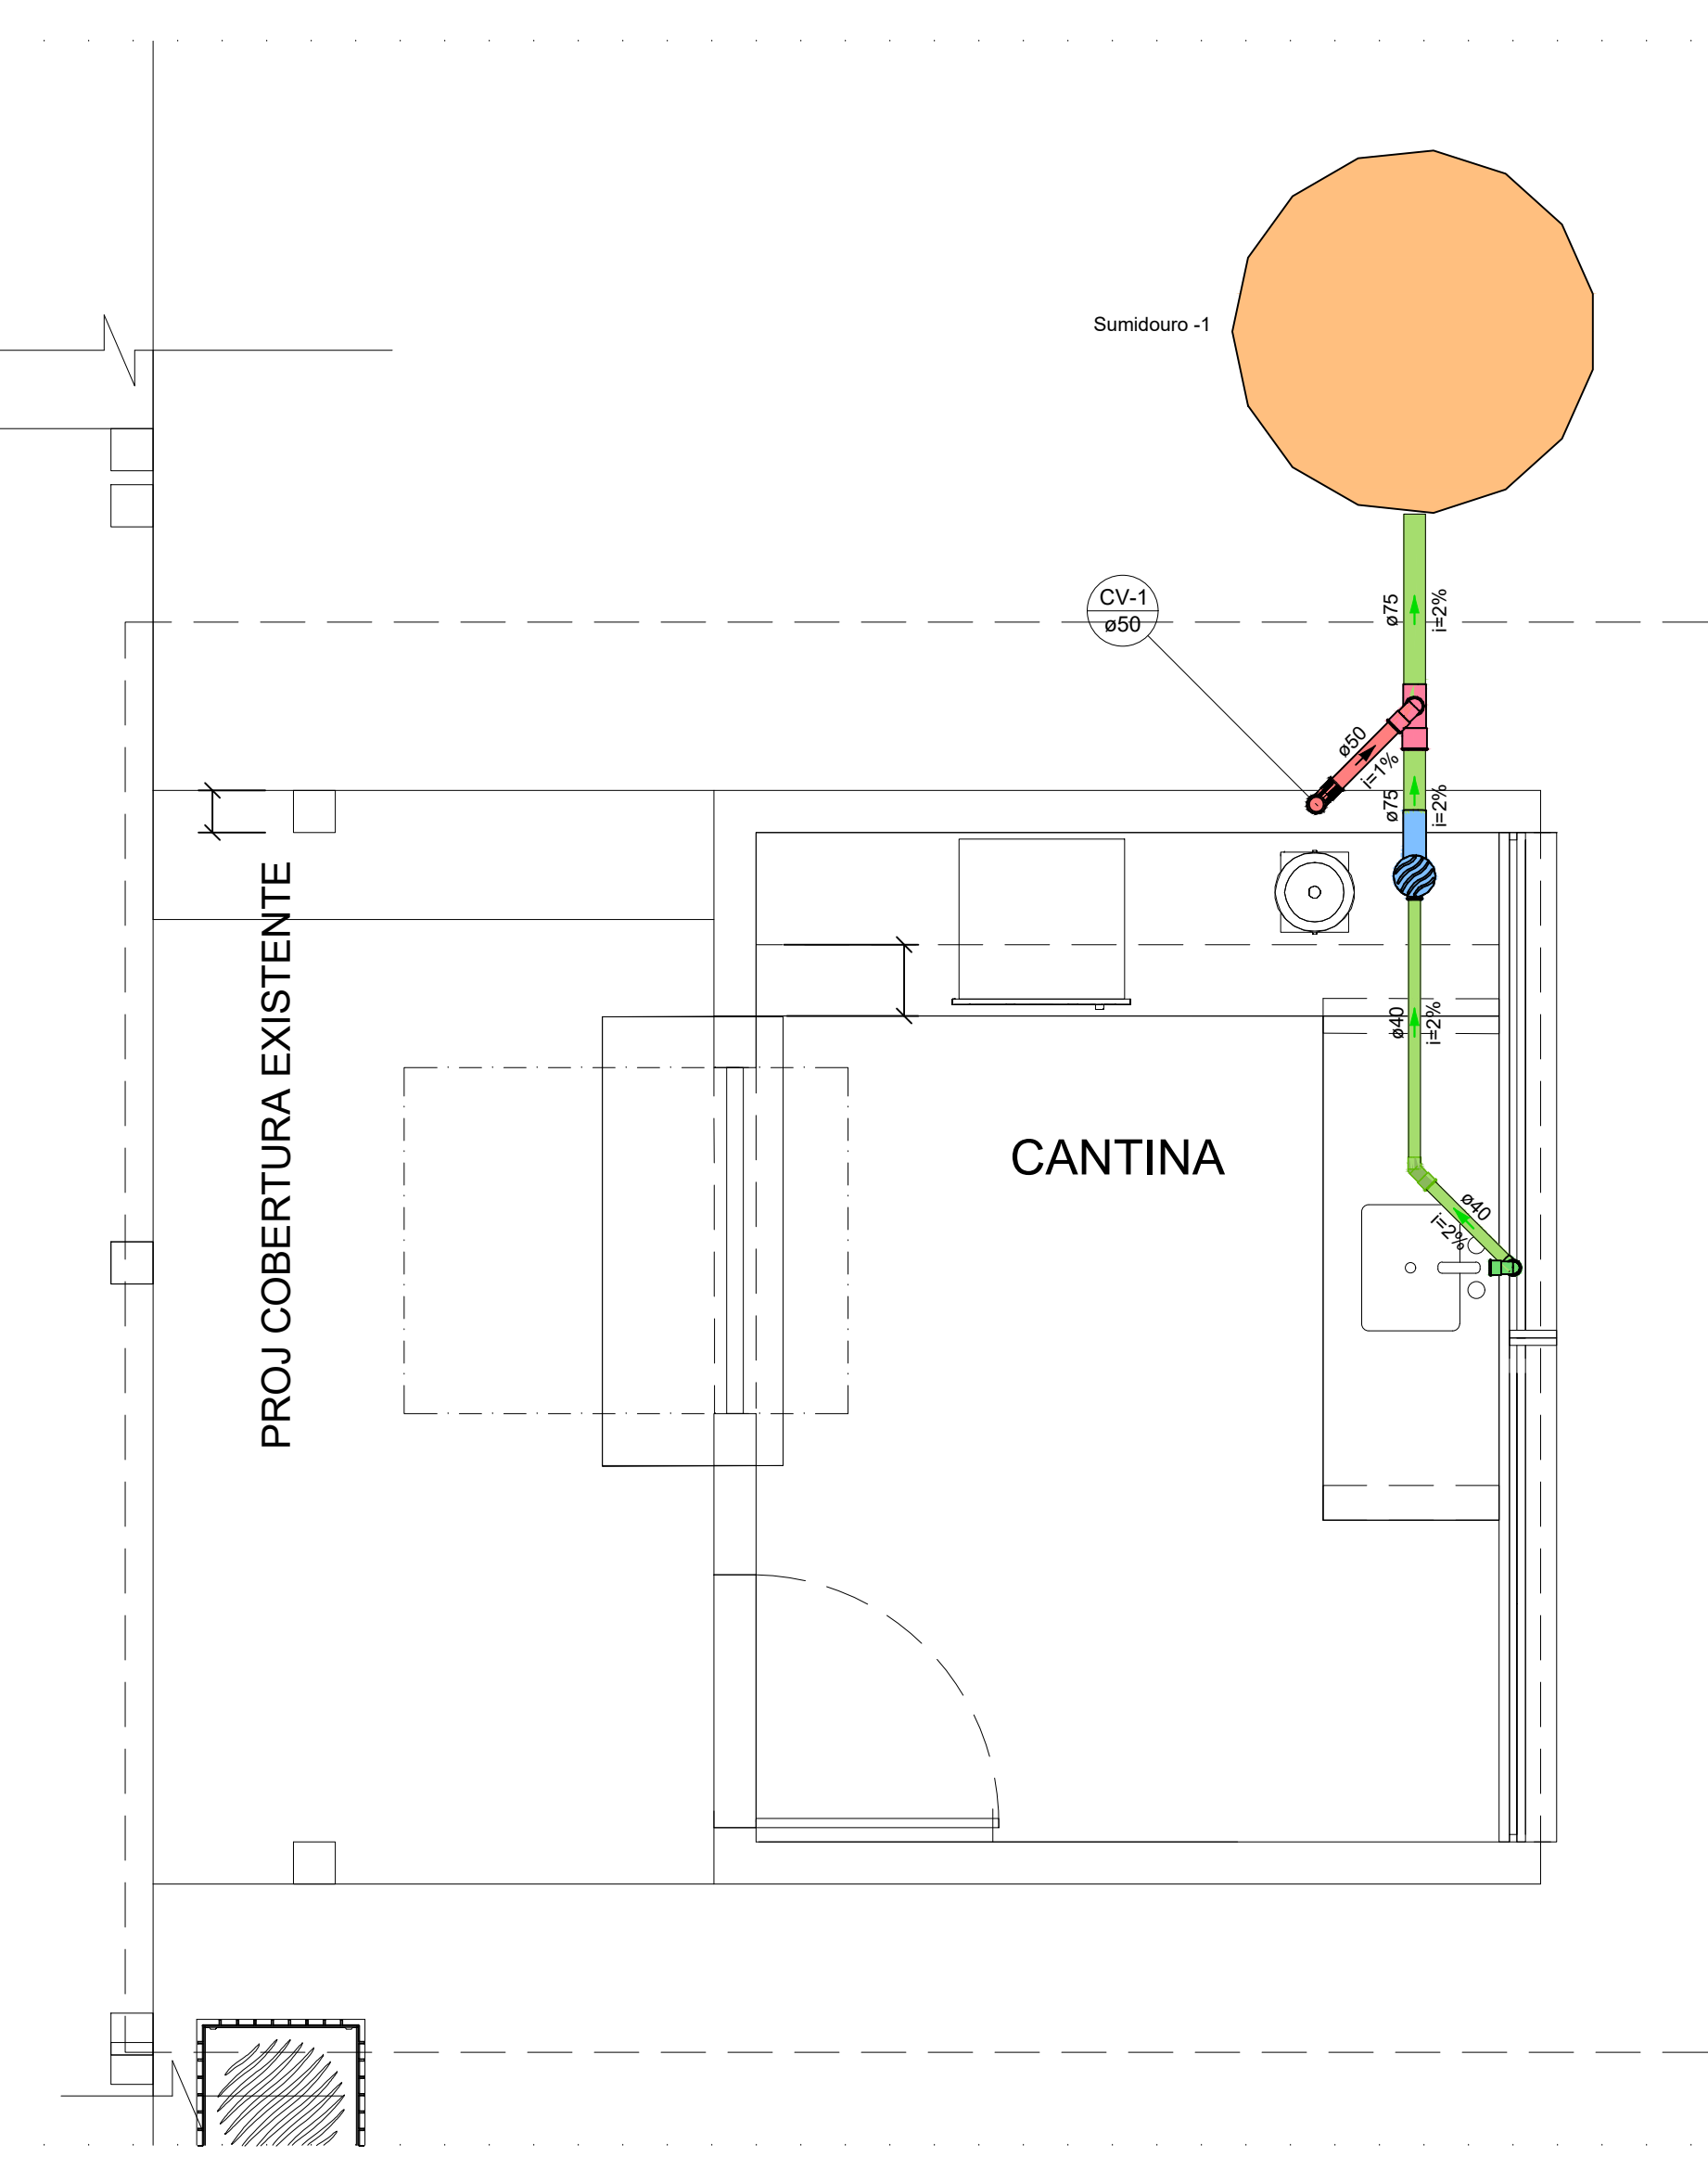 Sumidouro -1
ø75
i=2%
CV-1
ø50
ø50
i=1%
ø75
i=2%
PROJ COBERTURA EXISTENTE
ø40
i=2%
CANTINA
ø40
i=2%